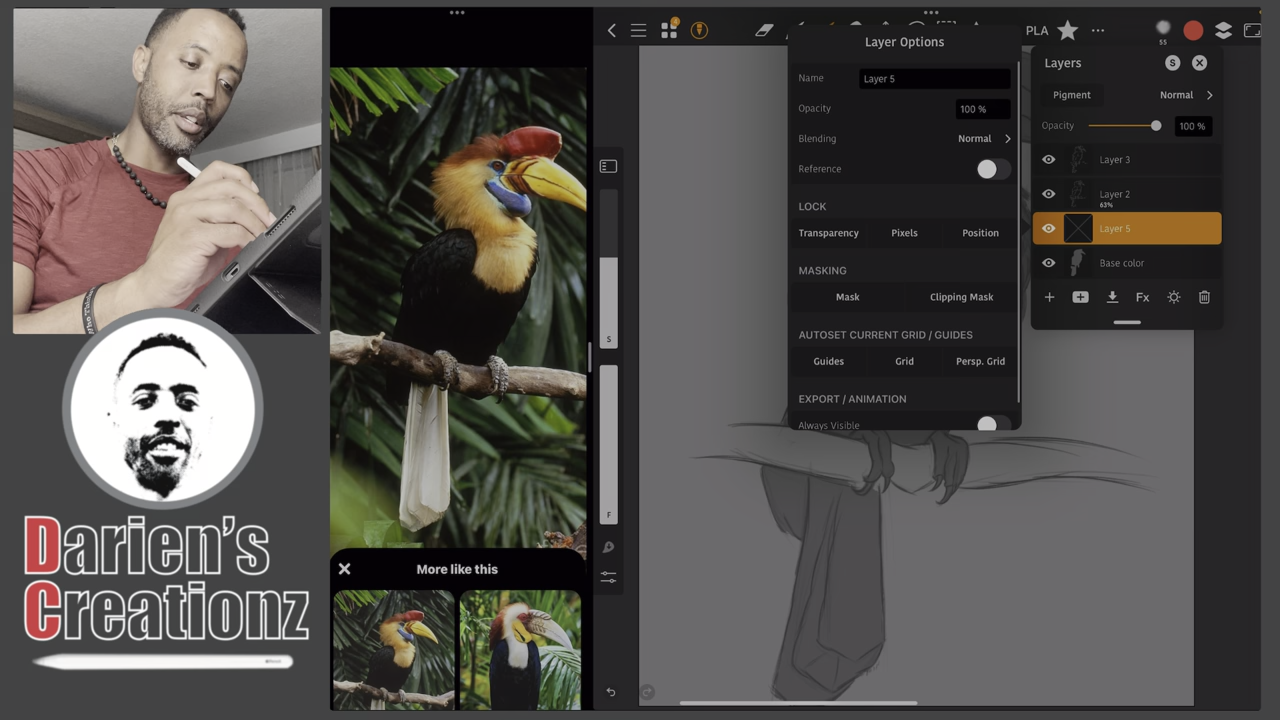 Darien's
Creationz
More like this
PLA
55
Layer Options
Name
Layer 5
Opacity
100 %
Blending
Normal
Reference
LOCK
Transparency
Pixels
Position
MASKING
Mask
Clipping Mask
AUTOSET CURRENT GRID / GUIDES
Guides
Grid
Persp. Grid
EXPORT / ANIMATION
Always Visible
Layers
S
Pigment
Normal
Opacity
100 %
Layer 3
Layer 2
63%
Layer 5
Base color
Fx
S
F
4